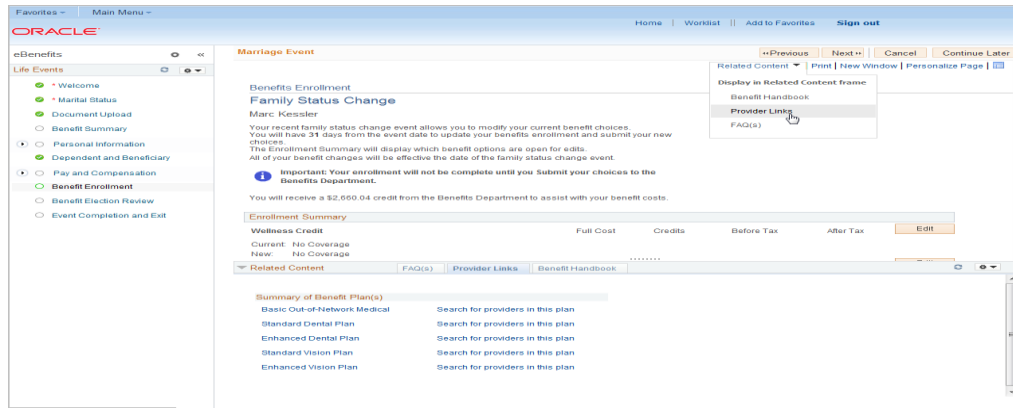 Favorites Main Menu
Home | Worklist || Add to Favorites Sign out
ORACLE
eBenefits
Life Events
* Welcome
* Marital Status
Document Upload
Benefit Summary
Personal Information
Dependent and Beneficiary
Pay and Compensation
Benefit Enrollment
Benefit Election Review
Event Completion and Exit
Marriage Event
Previous Next Cancel Continue Later
Related Content | Print | New Window | Personalize Page |
Display in Related Content frame
Benefit Handbook
Provider Links
FAQ(s)
Benefits Enrollment
Family Status Change
Marc Kessler
Your recent family status change event allows you to modify your current benefit choices.
You will have 31 days from the event date to update your benefits enrollment and submit your new
choices.
The Enrollment Summary will display which benefit options are open for edits.
All of your benefit changes will be effective the date of the family status change event.
Important: Your enrollment will not be complete until you Submit your choices to the
Benefits Department.
You will receive a $2,660.04 credit from the Benefits Department to assist with your benefit costs.
Enrollment Summary
Wellness Credit Full Cost Credits Before Tax After Tax Edit
Current: No Coverage
New: No Coverage
Related Content FAQ(s) Provider Links Benefit Handbook
Summary of Benefit Plan(s)
Basic Out-of-Network Medical Search for providers in this plan
Standard Dental Plan Search for providers in this plan
Enhanced Dental Plan Search for providers in this plan
Standard Vision Plan Search for providers in this plan
Enhanced Vision Plan Search for providers in this plan